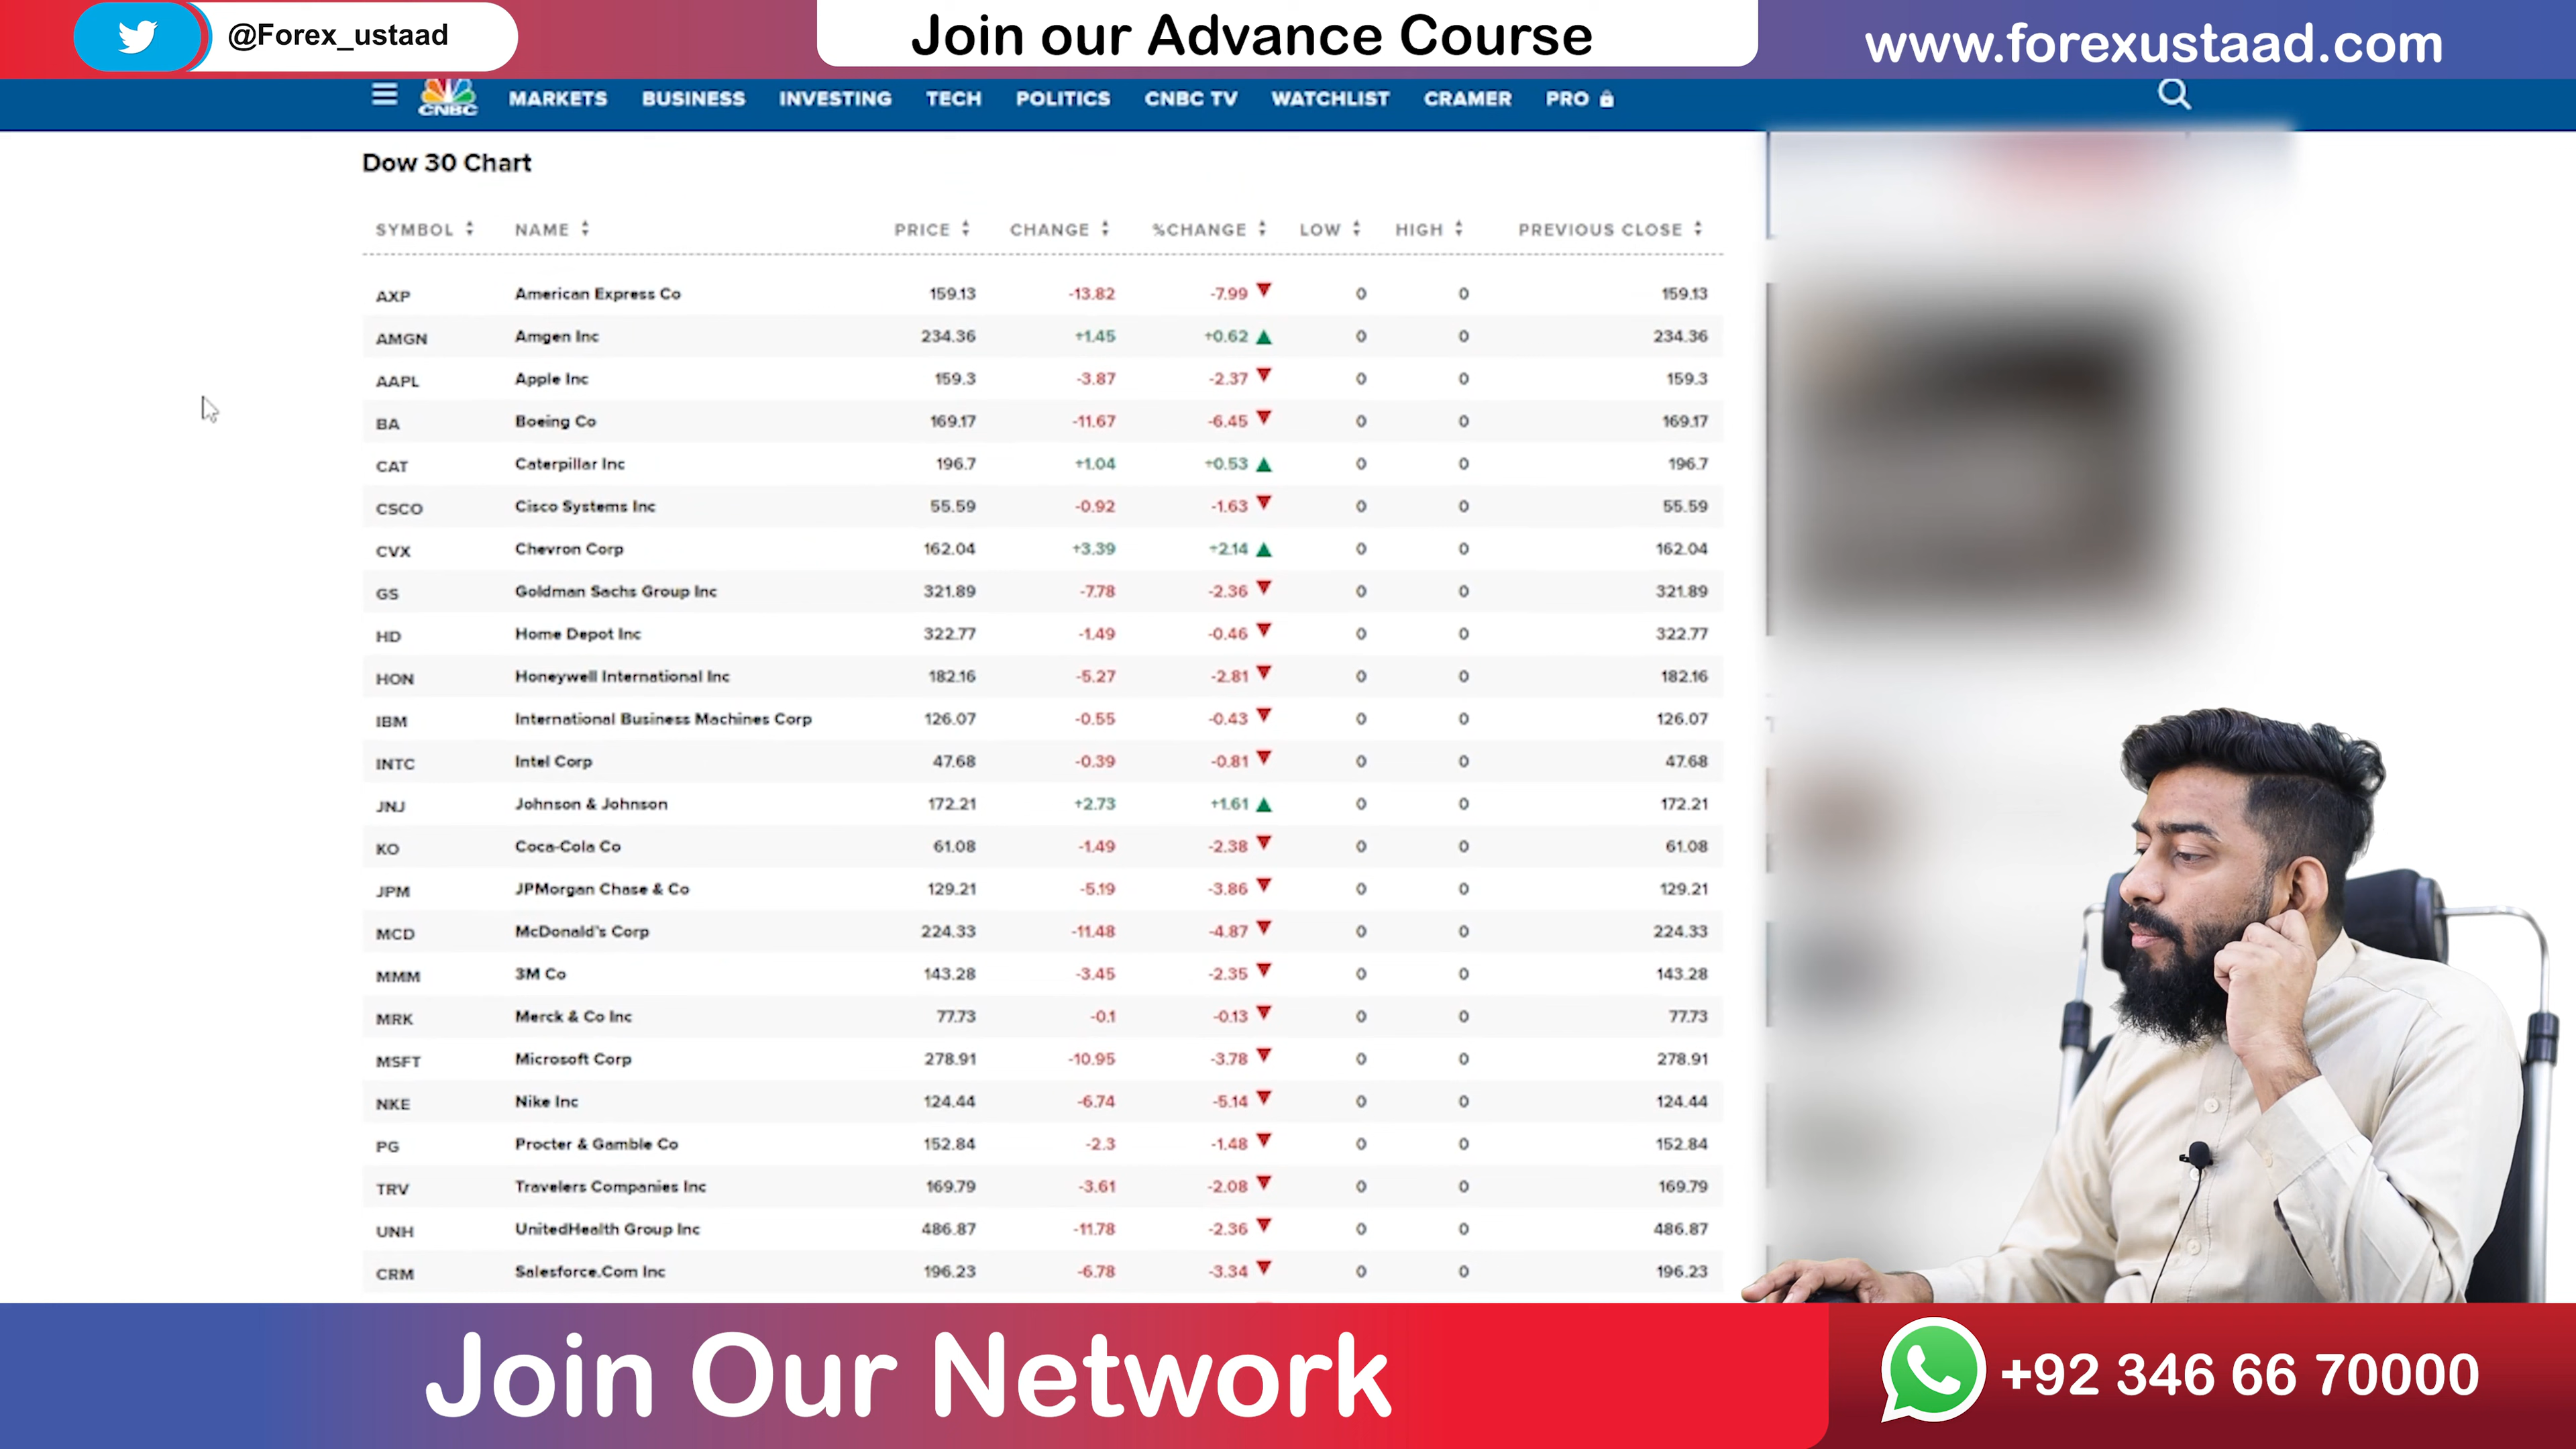 @Forex_ustaad
Join our Advance Course
www.forexustaad.com
CNBC MARKETS BUSINESS INVESTING TECH POLITICS CNBC TV WATCHLIST CRAMER PRO
Dow 30 Chart
SYMBOL NAME PRICE CHANGE %CHANGE LOW HIGH PREVIOUS CLOSE
AXP American Express Co 159.13 -13.82 -7.99 0 0 159.13
AMGN Amgen Inc 234.36 +1.45 +0.62 0 0 234.36
AAPL Apple Inc 159.3 -3.87 -2.37 0 0 159.3
BA Boeing Co 169.17 -11.67 -6.45 0 0 169.17
CAT Caterpillar Inc 196.7 +1.04 +0.53 0 0 196.7
CSCO Cisco Systems Inc 55.59 -0.92 -1.63 0 0 55.59
CVX Chevron Corp 162.04 +3.39 +2.14 0 0 162.04
GS Goldman Sachs Group Inc 321.89 -7.78 -2.36 0 0 321.89
HD Home Depot Inc 322.77 -1.49 -0.46 0 0 322.77
HON Honeywell International Inc 182.16 -5.27 -2.81 0 0 182.16
IBM International Business Machines Corp 126.07 -0.55 -0.43 0 0 126.07
INTC Intel Corp 47.68 -0.39 -0.81 0 0 47.68
JNJ Johnson & Johnson 172.21 +2.73 +1.61 0 0 172.21
KO Coca-Cola Co 61.08 -1.49 -2.38 0 0 61.08
JPM JPMorgan Chase & Co 129.21 -5.19 -3.86 0 0 129.21
MCD McDonald's Corp 224.33 -11.48 -4.87 0 0 224.33
MMM 3M Co 143.28 -3.45 -2.35 0 0 143.28
MRK Merck & Co Inc 77.73 -0.1 -0.13 0 0 77.73
MSFT Microsoft Corp 278.91 -10.95 -3.78 0 0 278.91
NKE Nike Inc 124.44 -6.74 -5.14 0 0 124.44
PG Procter & Gamble Co 152.84 -2.3 -1.48 0 0 152.84
TRV Travelers Companies Inc 169.79 -3.61 -2.08 0 0 169.79
UNH UnitedHealth Group Inc 486.87 -11.78 -2.36 0 0 486.87
CRM Salesforce.Com Inc 196.23 -6.78 -3.34 0 0 196.23
Join Our Network
+92 346 66 70000